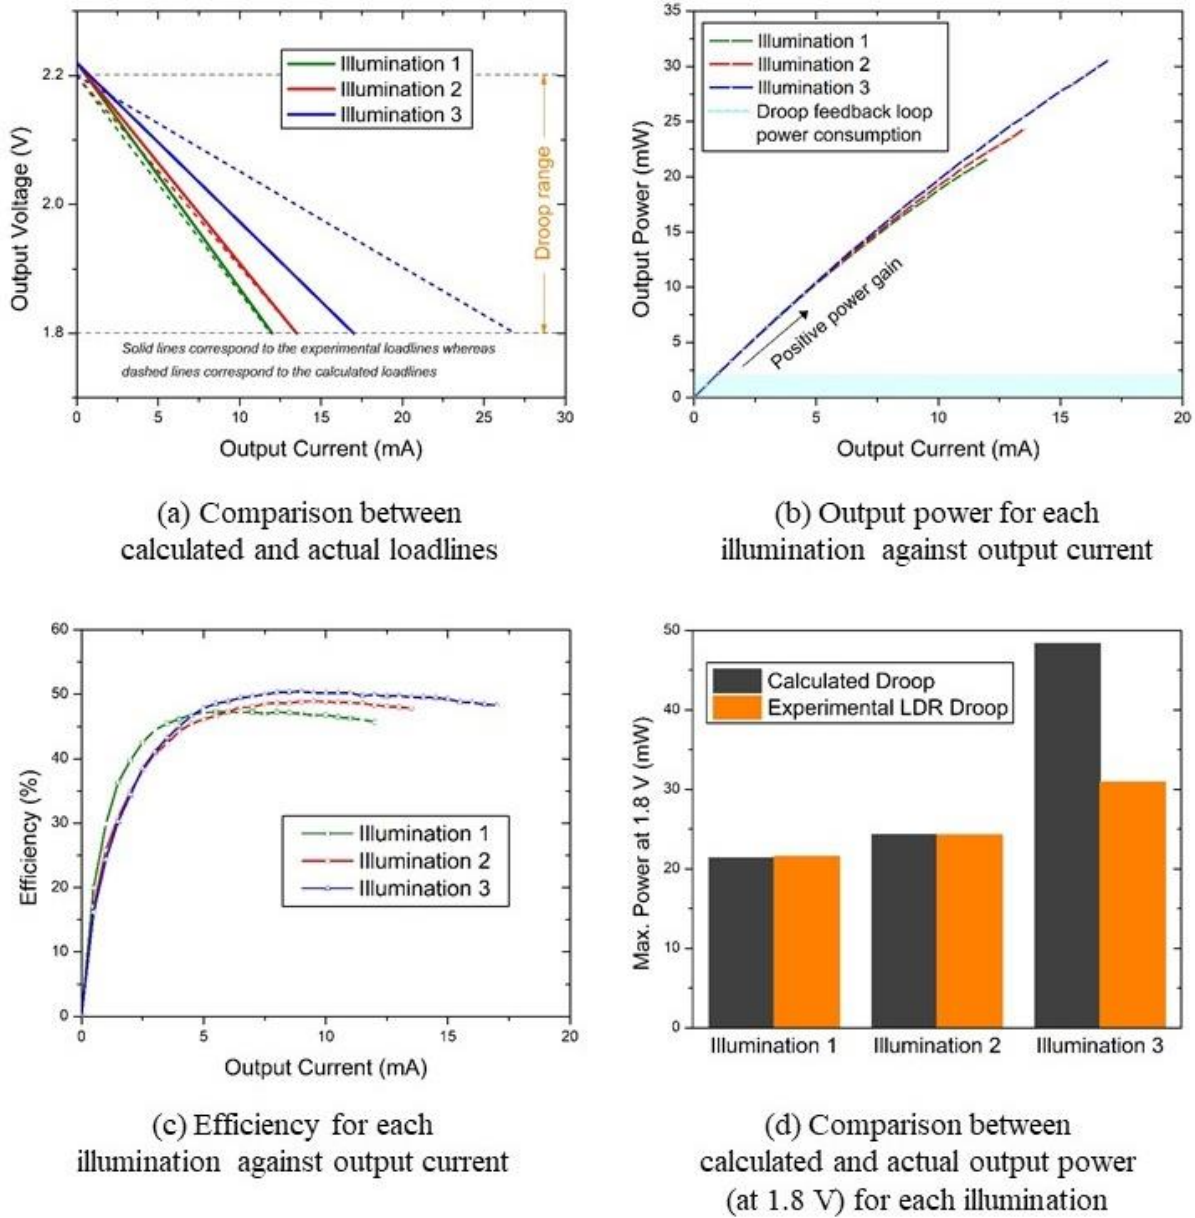 Output Voltage (V)
2.2
2.0
1.8
Illumination 1
Illumination 2
Illumination 3
Droop range
Solid lines correspond to the experimental loadlines whereas
dashed lines correspond to the calculated loadlines
0 5 10 15 20 25 30
Output Current (mA)
(a) Comparison between
calculated and actual loadlines
Output Power (mW)
35
30
25
20
15
10
5
0
Illumination 1
Illumination 2
Illumination 3
Droop feedback loop
power consumption
Positive power gain
0 5 10 15 20
Output Current (mA)
(b) Output power for each
illumination against output current
Efficiency (%)
60
50
40
30
20
10
0
Illumination 1
Illumination 2
Illumination 3
0 5 10 15 20
Output Current (mA)
(c) Efficiency for each
illumination against output current
Max. Power at 1.8 V (mW)
50
40
30
20
10
0
Calculated Droop
Experimental LDR Droop
Illumination 1 Illumination 2 Illumination 3
(d) Comparison between
calculated and actual output power
(at 1.8 V) for each illumination